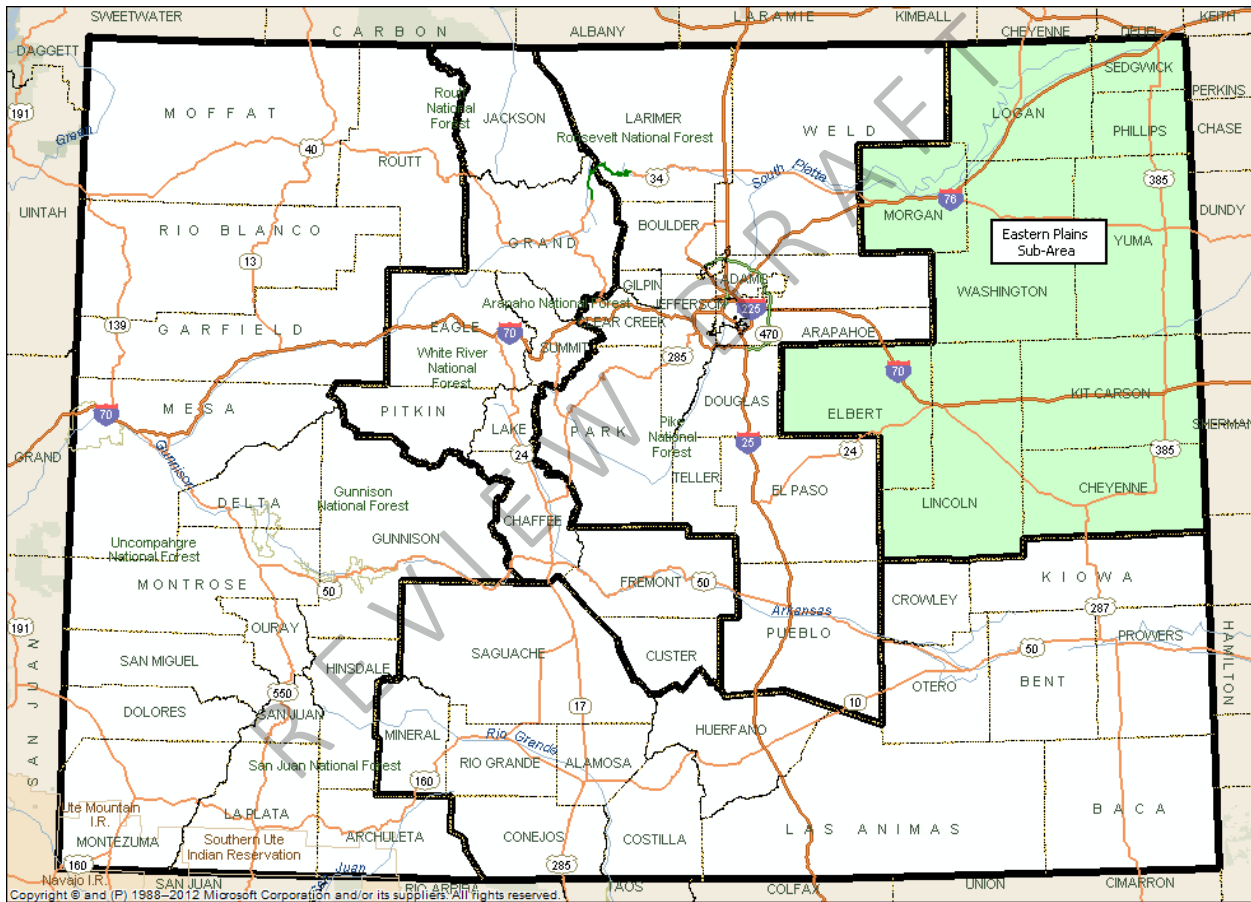 SWEETWATER
CARBON
ALBANY
LARAMIE
KIMBALL
CHEYENNE
DEUEL
KEITH
DAGGETT
SEDGWICK
PERKINS
191
Green
MOFFAT
Routt
National
Forest
JACKSON
LARIMER
Roosevelt National Forest
WELD
LOGAN
PHILLIPS
CHASE
40
ROUTT
34
South Platte
385
76
UINTAH
MORGAN
DUNDY
RIO BLANCO
BOULDER
Eastern Plains
Sub-Area
YUMA
GRAND
13
GILPIN
ADAMS
WASHINGTON
Arapaho National Forest
JEFFERSON
139
GARFIELD
EAGLE
70
CLEAR CREEK
225
470
ARAPAHOE
SUMMIT
285
White River
National
Forest
70
MESA
PITKIN
DOUGLAS
ELBERT
KIT CARSON
70
LAKE
PARK
Pike
National
Forest
SHERMAN
GRAND
Gunnison
24
25
24
385
TELLER
EL PASO
DELTA
Gunnison
National Forest
CHEYENNE
LINCOLN
CHAFFEE
Uncompahgre
National Forest
GUNNISON
MONTROSE
FREMONT
50
KIOWA
50
CROWLEY
Arkansas
287
191
OURAY
PUEBLO
PROWERS
SAGUACHE
50
SAN MIGUEL
HINSDALE
CUSTER
BENT
HAMILTON
OTERO
SAN JUAN
550
DOLORES
SAN JUAN
17
10
MINERAL
Rio Grande
HUERFANO
San Juan National Forest
RIO GRANDE
ALAMOSA
160
Ute Mountain
I.R.
LA PLATA
BACA
MONTEZUMA
Southern Ute
Indian Reservation
ARCHULETA
CONEJOS
COSTILLA
LAS ANIMAS
160
285
Navajo I.R.
SAN JUAN
San Juan
RIO ARRIBA
TAOS
COLFAX
UNION
CIMARRON
REVIEW DRAFT
Copyright © and (P) 1988–2012 Microsoft Corporation and/or its suppliers. All rights reserved.